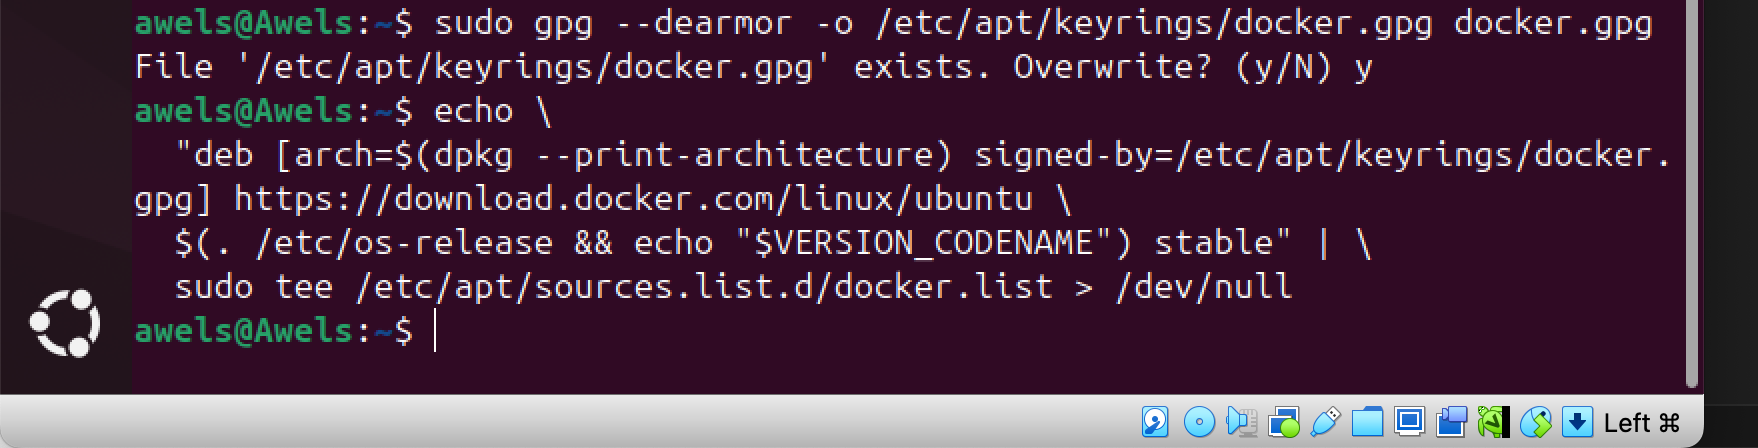 awels@Awels:~$ sudo gpg --dearmor -o /etc/apt/keyrings/docker.gpg docker.gpg
File '/etc/apt/keyrings/docker.gpg' exists. Overwrite? (y/N) y
awels@Awels:~$ echo \
  "deb [arch=$(dpkg --print-architecture) signed-by=/etc/apt/keyrings/docker.
gpg] https://download.docker.com/linux/ubuntu \
  $(. /etc/os-release && echo "$VERSION_CODENAME") stable" | \
  sudo tee /etc/apt/sources.list.d/docker.list > /dev/null
awels@Awels:~$
Left ⌘